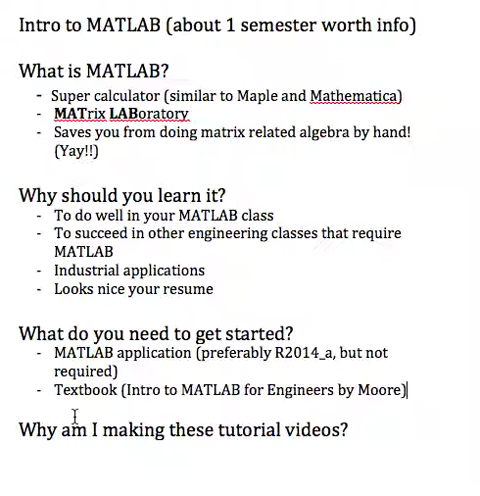 Intro to MATLAB (about 1 semester worth info)
What is MATLAB?
- Super calculator (similar to Maple and Mathematica)
- MATrix LABoratory
- Saves you from doing matrix related algebra by hand!
(Yay!!)
Why should you learn it?
- To do well in your MATLAB class
- To succeed in other engineering classes that require
MATLAB
- Industrial applications
- Looks nice your resume
What do you need to get started?
- MATLAB application (preferably R2014_a, but not
required)
- Textbook (Intro to MATLAB for Engineers by Moore)
Why am I making these tutorial videos?